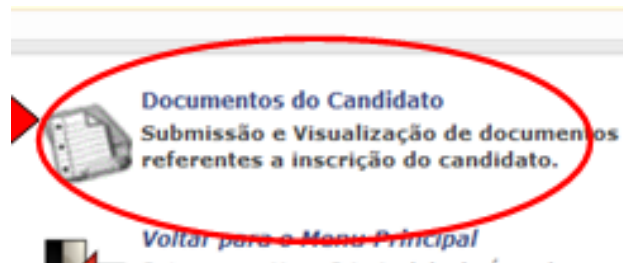 Documentos do Candidato
Submissão e Visualização de documentos
referentes a inscrição do candidato.
Voltar para o Menu Principal